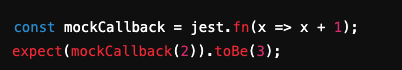 const mockCallback = jest.fn(x => x + 1);
expect(mockCallback(2)).toBe(3);